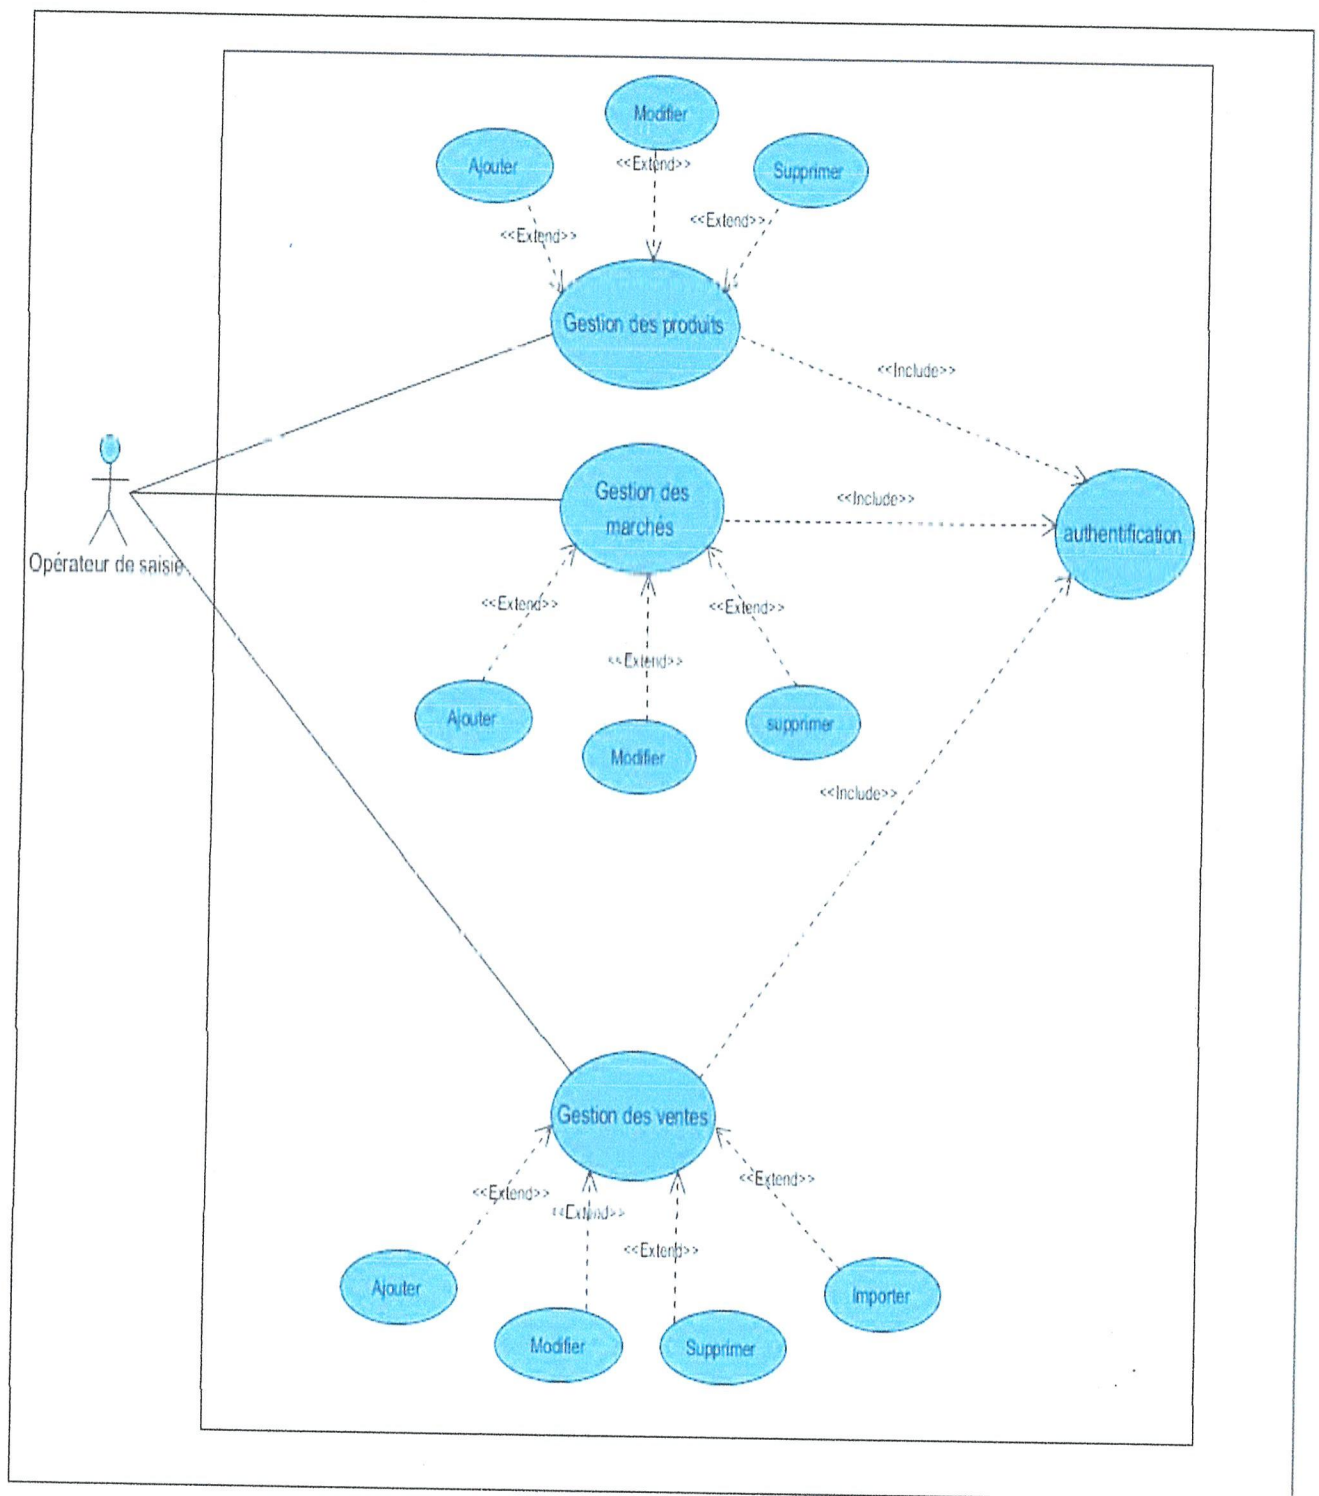 Modifier
Ajouter
<<Extend>>
Supprimer
<<Extend>>
<<Extend>>
Gestion des produits
<<Include>>
Gestion des
marchés
<<Include>>
authentification
Opérateur de saisie
<<Extend>>
<<Extend>>
<<Extend>>
Ajouter
supprimer
Modifier
<<Include>>
Gestion des ventes
<<Extend>>
<<Extend>>
<<Extend>>
<<Extend>>
Ajouter
Importer
Modifier
Supprimer